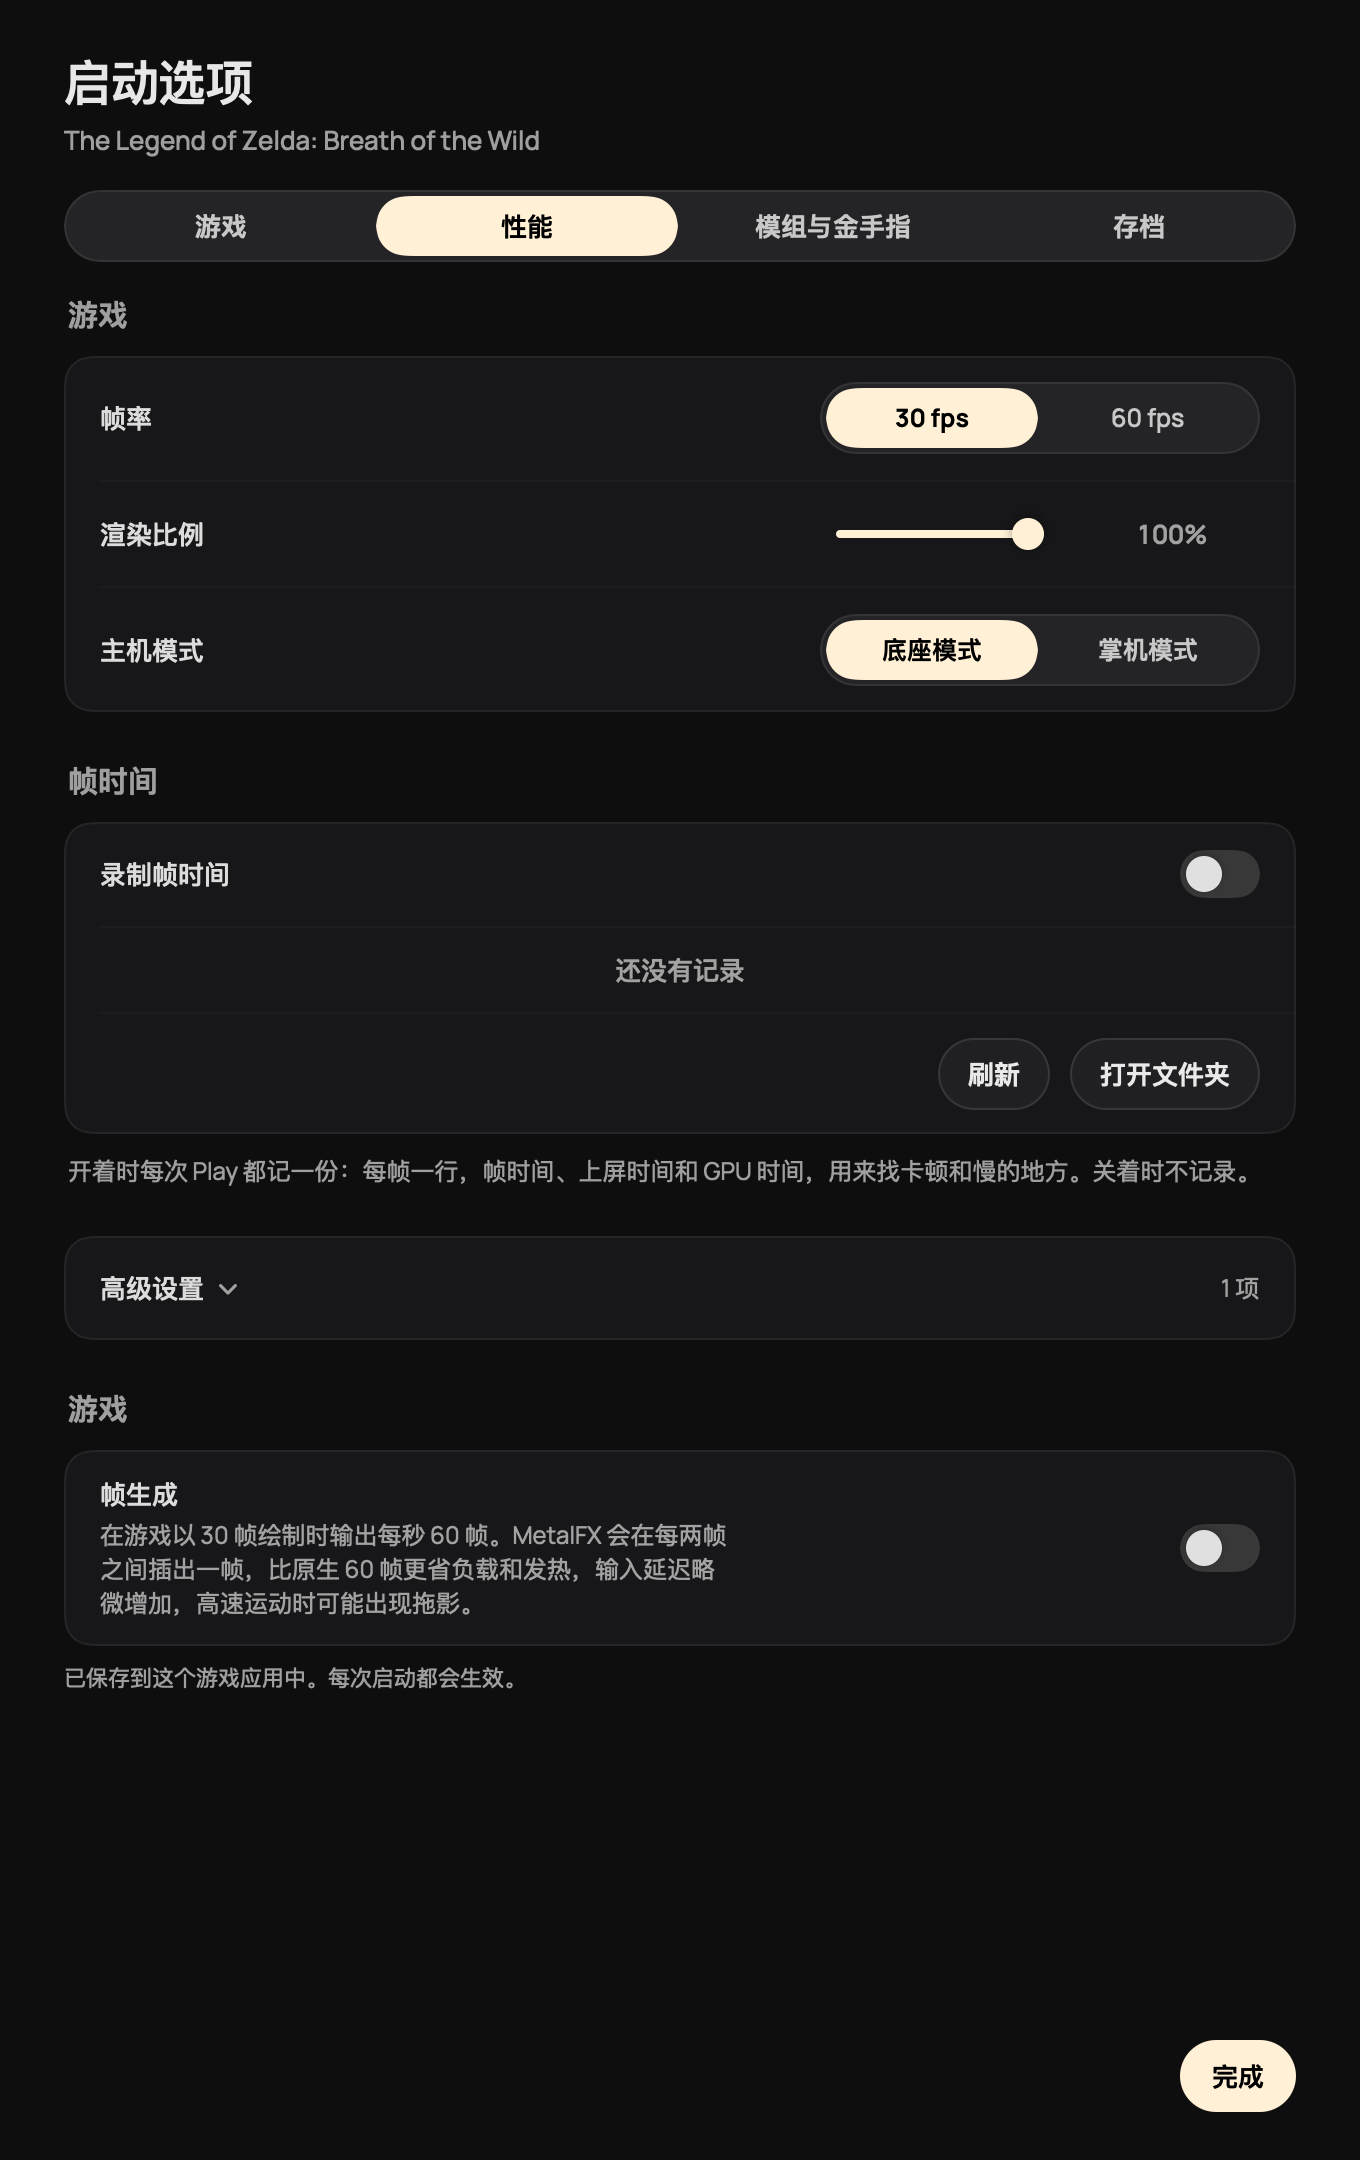 启动选项
The Legend of Zelda: Breath of the Wild
游戏 性能 模组与金手指 存档
游戏
帧率 30 fps 60 fps
渲染比例 100%
主机模式 底座模式 掌机模式
帧时间
录制帧时间
还没有记录
刷新 打开文件夹
开着时每次 Play 都记一份：每帧一行，帧时间、上屏时间和 GPU 时间，用来找卡顿和慢的地方。关着时不记录。
高级设置 1 项
游戏
帧生成
在游戏以 30 帧绘制时输出每秒 60 帧。MetalFX 会在每两帧
之间插出一帧，比原生 60 帧更省负载和发热，输入延迟略
微增加，高速运动时可能出现拖影。
已保存到这个游戏应用中。每次启动都会生效。
完成